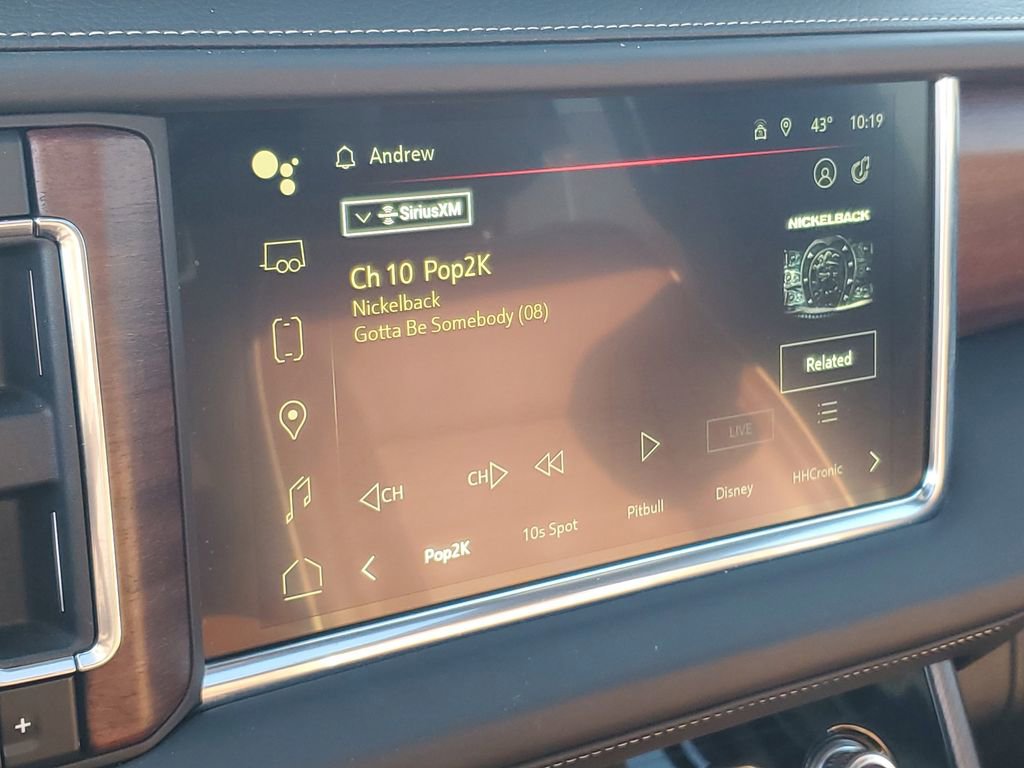 43° 10:19
Andrew
SiriusXM
NICKELBACK
Ch 10 Pop2K
Nickelback
Gotta Be Somebody (08)
Related
LIVE
CH
CH
Pop2K
10s Spot
Pitbull
Disney
HHCronic
+